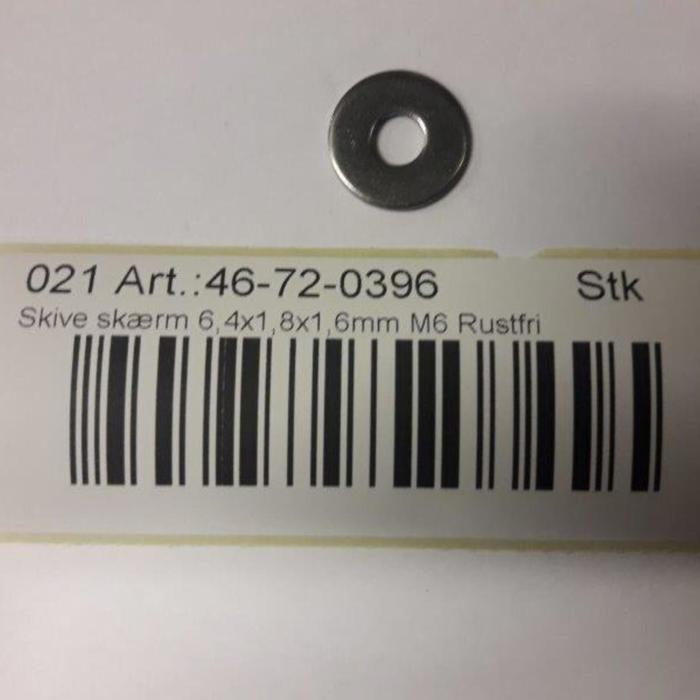 021 Art.:46-72-0396 Stk
Skive skærm 6,4x1,8x1,6mm M6 Rustfri